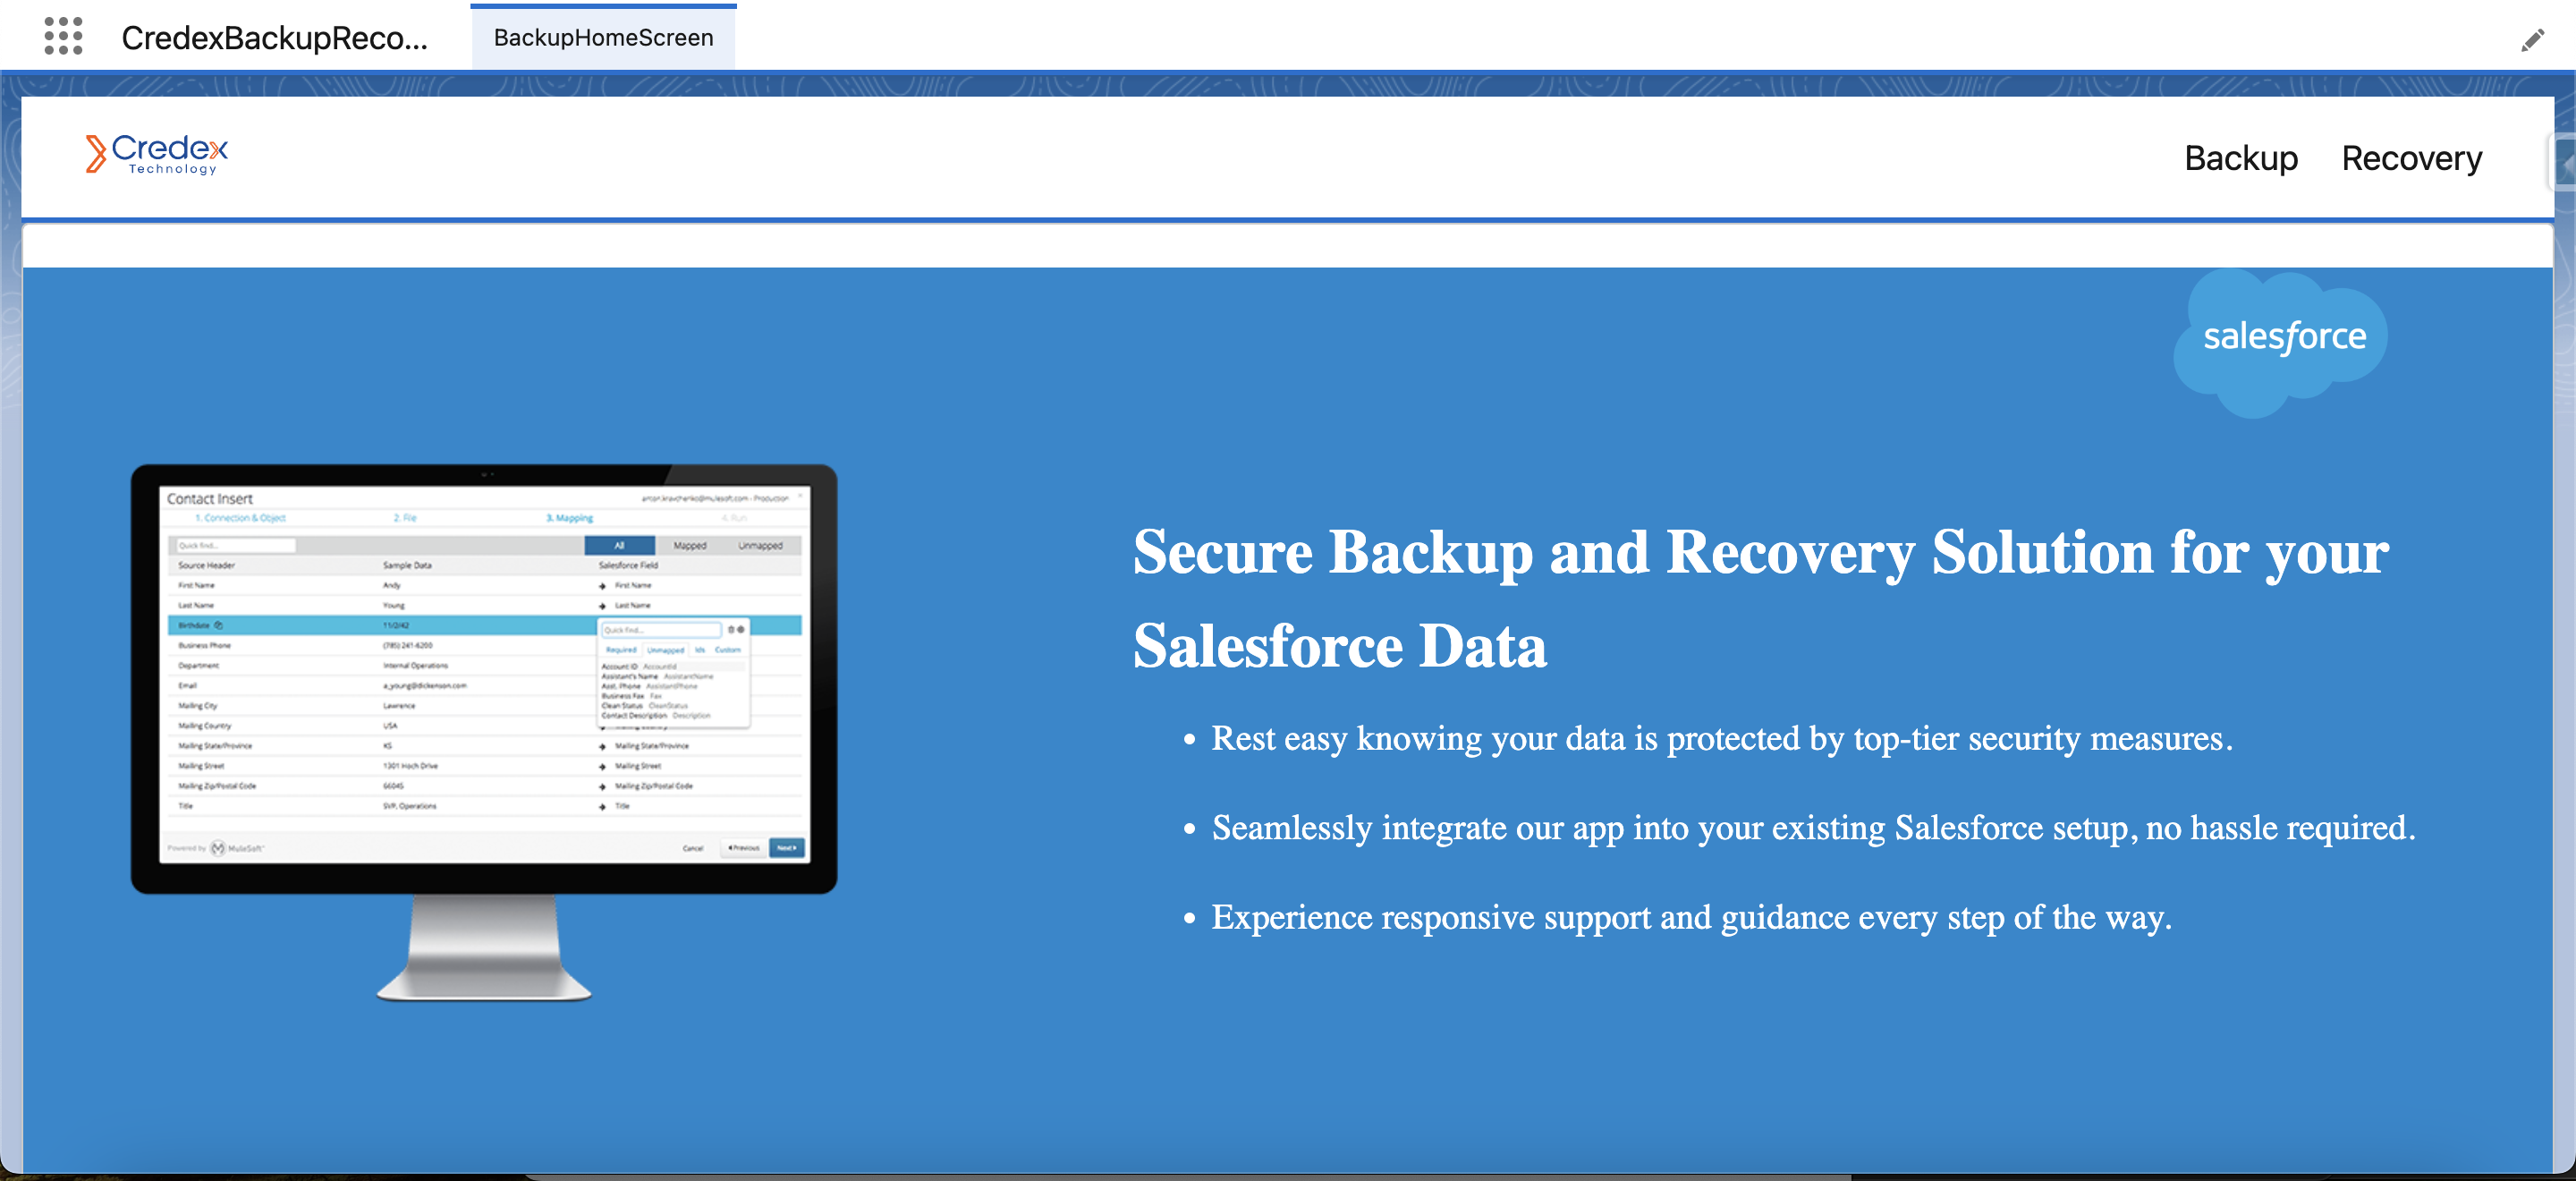 CredexBackupReco...
BackupHomeScreen
Credex
Technology
Backup Recovery
salesforce
Contact Insert
1. Connection & Object 2. File 3. Mapping 4. Run
Quick find... All Mapped Unmapped
Source Header Sample Data Salesforce Field
First Name Andy First Name
Last Name Young Last Name
Birthdate 11/2/42
Quick find...
Business Phone (785) 241-6200
Required Unmapped Ids Custom
Department Internal Operations
Account ID AccountId
Assistant's Name AssistantName
Email a_young@dickenson.com
Asst. Phone AssistantPhone
Business Fax Fax
Mailing City Lawrence
Clean Status CleanStatus
Contact Description Description
Mailing Country USA
Mailing State/Province KS Mailing State/Province
Mailing Street 1301 Hoch Drive Mailing Street
Mailing Zip/Postal Code 66045 Mailing Zip/Postal Code
Title SVP, Operations Title
Powered by MuleSoft Cancel Previous Next
Secure Backup and Recovery Solution for your
Salesforce Data
• Rest easy knowing your data is protected by top-tier security measures.
• Seamlessly integrate our app into your existing Salesforce setup, no hassle required.
• Experience responsive support and guidance every step of the way.